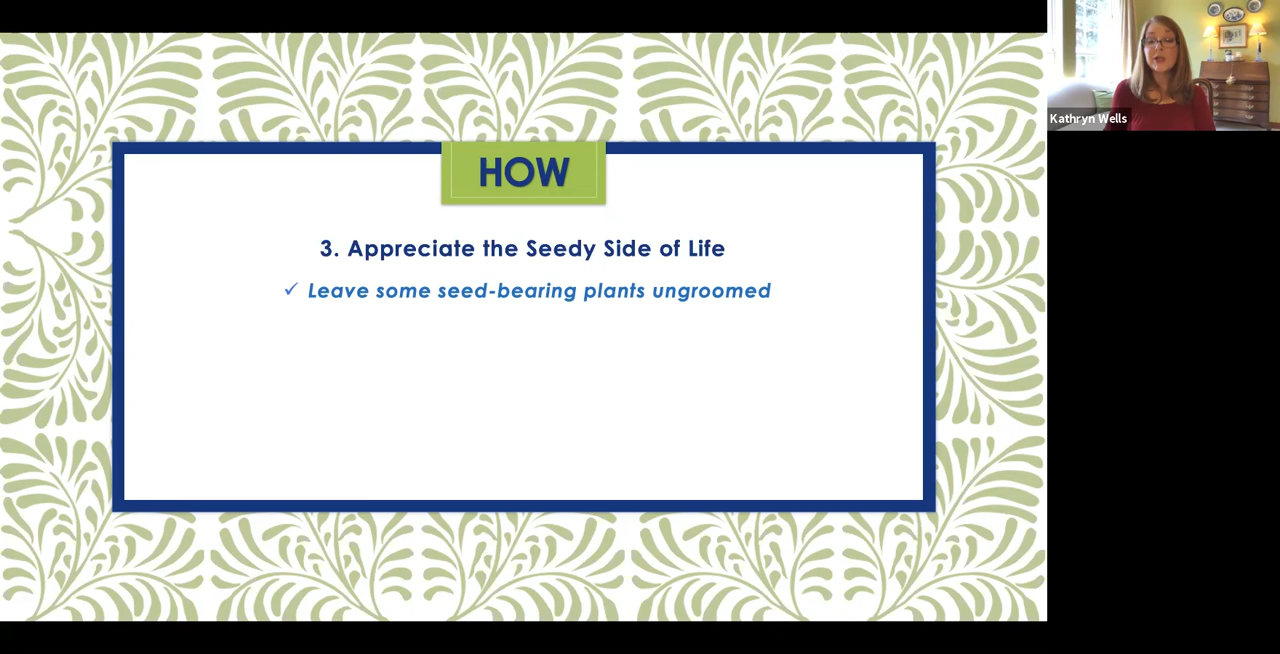 HOW
3. Appreciate the Seedy Side of Life
✓ Leave some seed-bearing plants ungroomed
Kathryn Wells